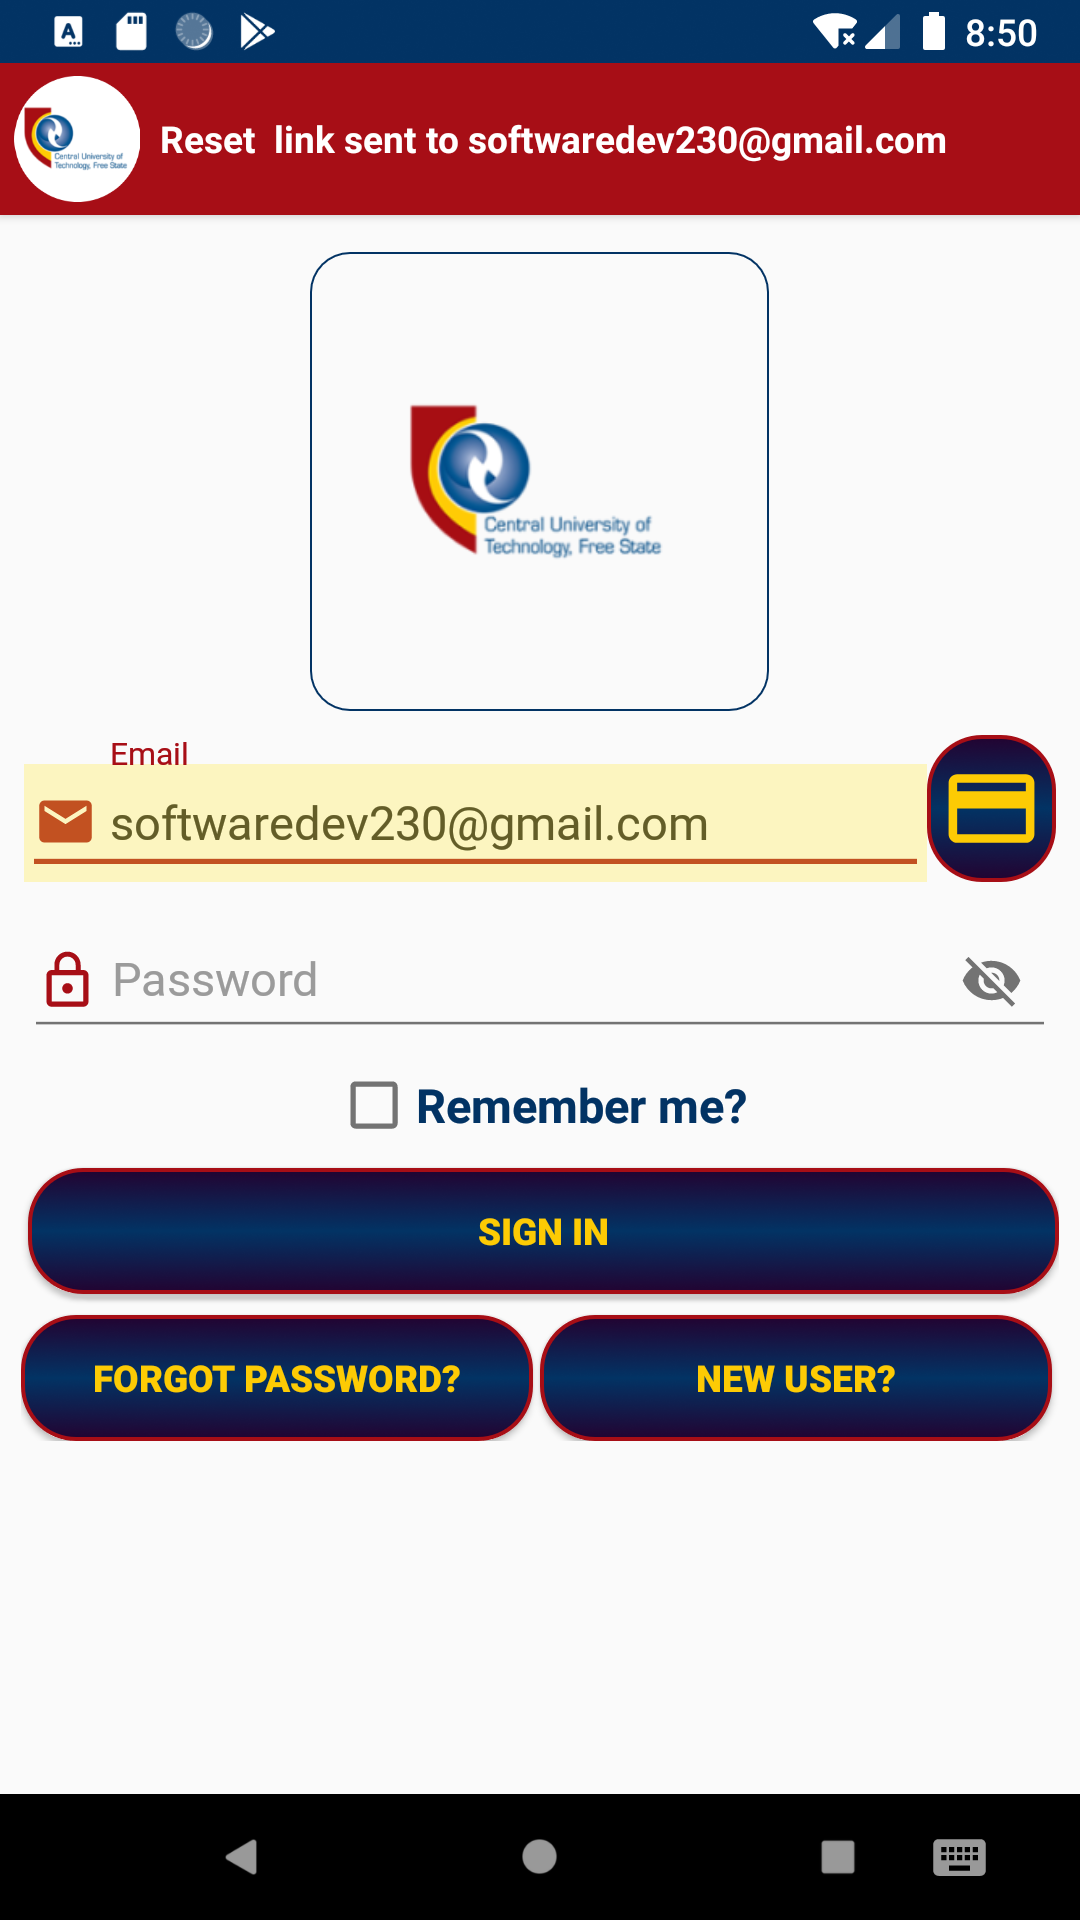 8:50
Central University of
Technology, Free State
Reset link sent to softwaredev230@gmail.com
Central University of
Technology, Free State
Email
softwaredev230@gmail.com
Password
Remember me?
SIGN IN
FORGOT PASSWORD?
NEW USER?